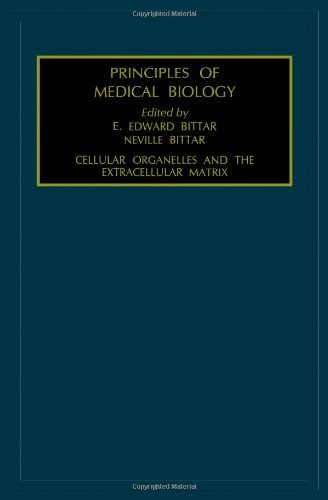 PRINCIPLES OF
MEDICAL BIOLOGY
Edited by
E. EDWARD BITTAR
NEVILLE BITTAR
CELLULAR ORGANELLES AND THE
EXTRACELLULAR MATRIX